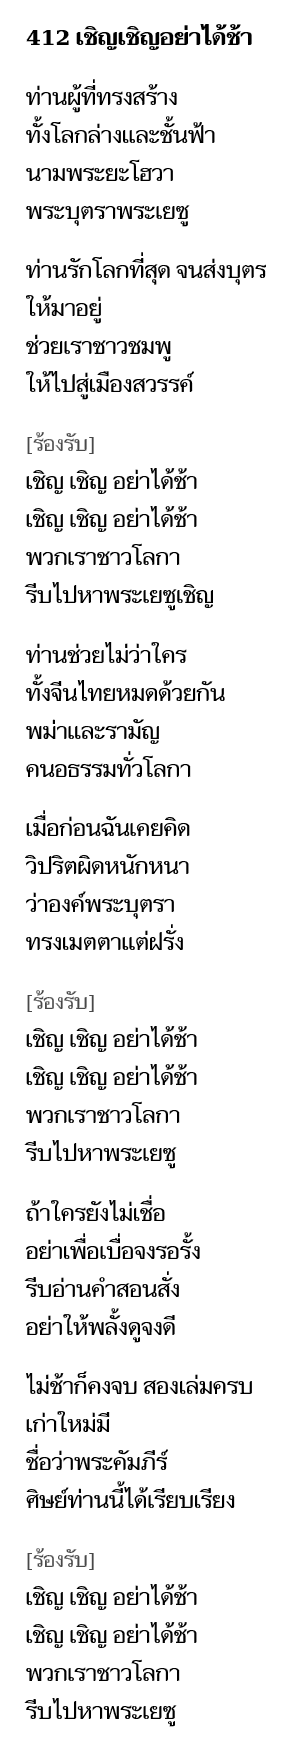 412 เชิญเชิญอย่าได้ช้า
ท่านผู้ที่ทรงสร้าง
ทั้งโลกล่างและชั้นฟ้า
นามพระยะโฮวา
พระบุตราพระเยซู
ท่านรักโลกที่สุด จนส่งบุตร
ให้มาอยู่
ช่วยเราชาวชมพู
ให้ไปสู่เมืองสวรรค์
[ร้องรับ]
เชิญ เชิญ อย่าได้ช้า
เชิญ เชิญ อย่าได้ช้า
พวกเราชาวโลกา
รีบไปหาพระเยซูเชิญ
ท่านช่วยไม่ว่าใคร
ทั้งจีนไทยหมดด้วยกัน
พม่าและรามัญ
คนอธรรมทั่วโลกา
เมื่อก่อนฉันเคยคิด
วิปริตผิดหนักหนา
ว่าองค์พระบุตรา
ทรงเมตตาแต่ฝรั่ง
[ร้องรับ]
เชิญ เชิญ อย่าได้ช้า
เชิญ เชิญ อย่าได้ช้า
พวกเราชาวโลกา
รีบไปหาพระเยซู
ถ้าใครยังไม่เชื่อ
อย่าเพื่อเบื่อจงรอรั้ง
รีบอ่านคำสอนสั่ง
อย่าให้พลั้งดูจงดี
ไม่ช้าก็คงจบ สองเล่มครบ
เก่าใหม่มี
ชื่อว่าพระคัมภีร์
ศิษย์ท่านนี้ได้เรียบเรียง
[ร้องรับ]
เชิญ เชิญ อย่าได้ช้า
เชิญ เชิญ อย่าได้ช้า
พวกเราชาวโลกา
รีบไปหาพระเยซู